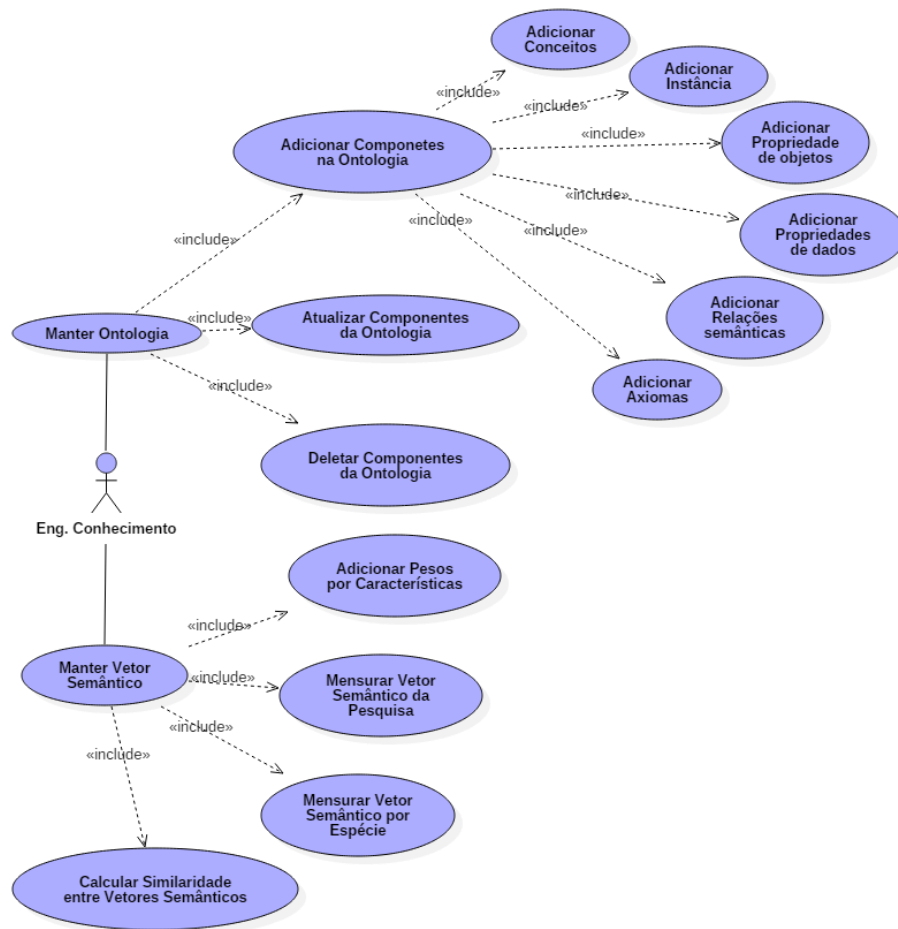 Adicionar
Conceitos
Adicionar
Instância
«include»
«include»
Adicionar
Propriedade
de objetos
«include»
Adicionar Componetes
na Ontologia
«include»
Adicionar
Propriedades
de dados
«include»
«include»
«include»
Adicionar
Relações
semânticas
Manter Ontologia
«include»
Atualizar Componentes
da Ontologia
Adicionar
Axiomas
«include»
Deletar Componentes
da Ontologia
Eng. Conhecimento
Adicionar Pesos
por Característícas
«include»
Manter Vetor
Semântico
«include»
Mensurar Vetor
Semântico da
Pesquisa
«include»
«include»
Mensurar Vetor
Semântico por
Espécie
Calcular Similaridade
entre Vetores Semânticos